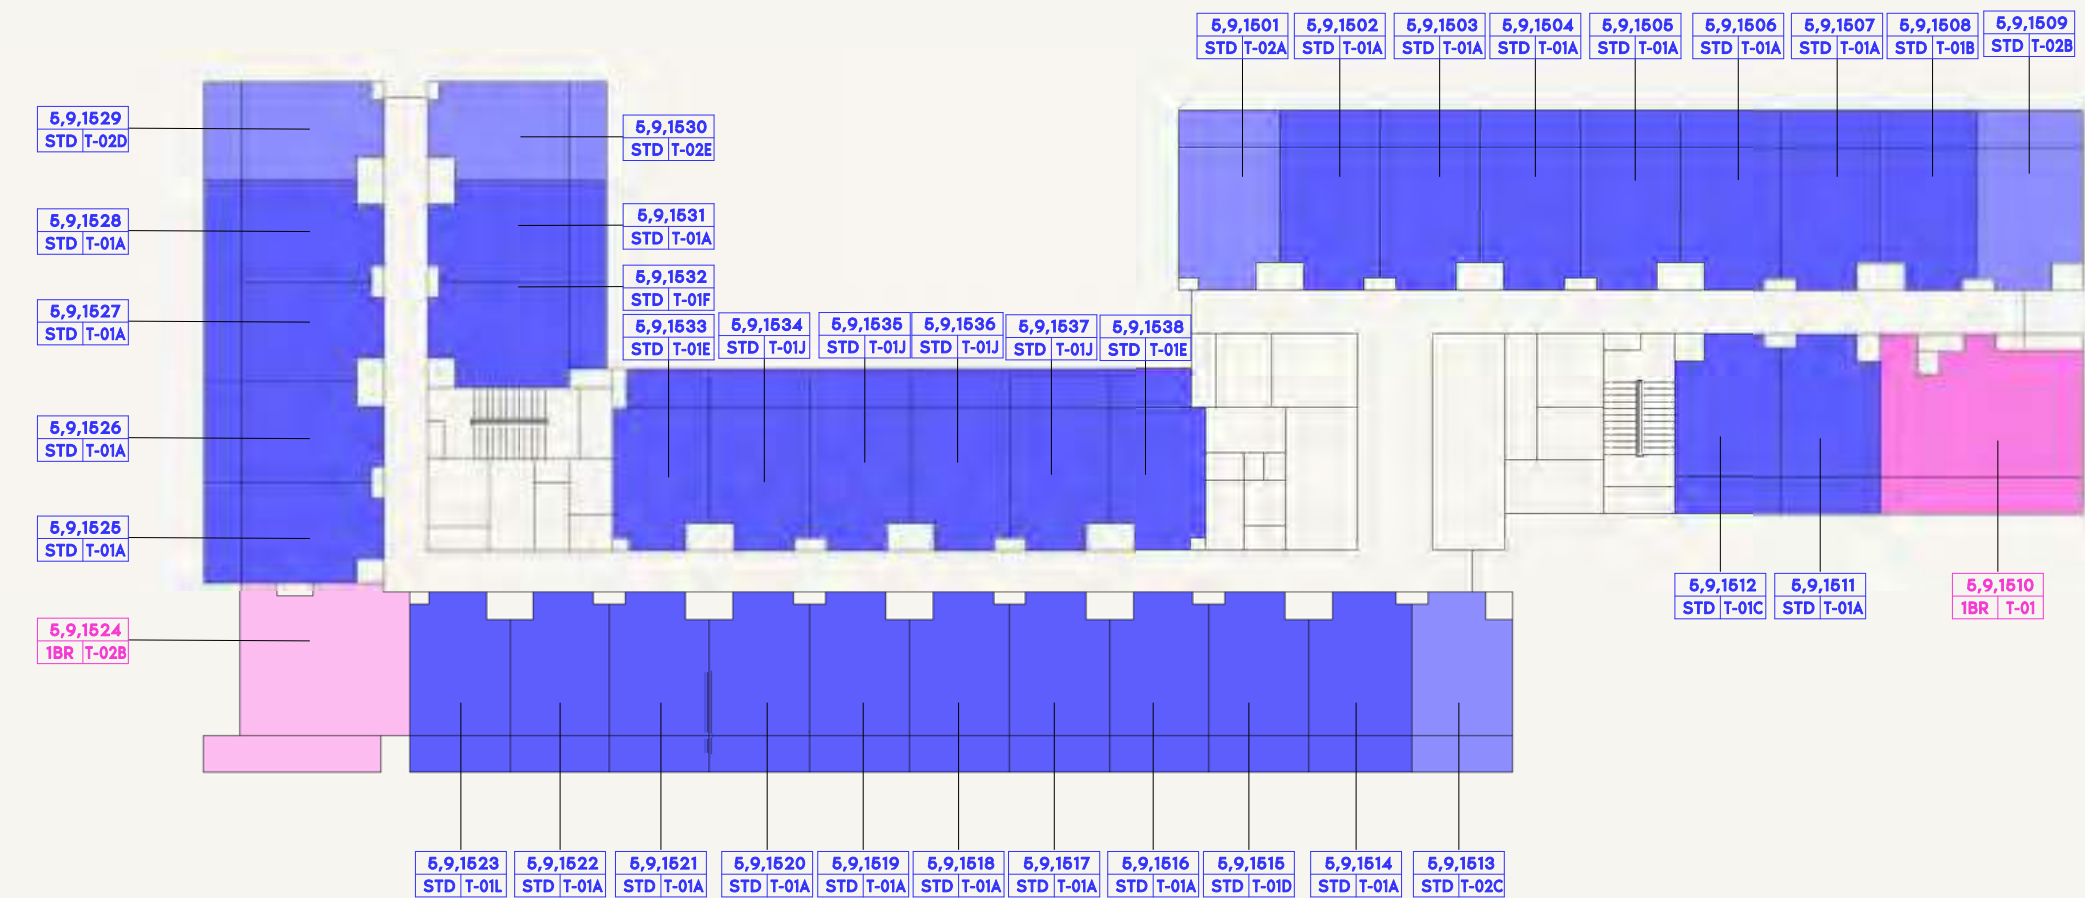 5,9,1501
STD T-02A
5,9,1502
STD T-01A
5,9,1503
STD T-01A
5,9,1504
STD T-01A
5,9,1505
STD T-01A
5,9,1506
STD T-01A
5,9,1507
STD T-01A
5,9,1508
STD T-01B
5,9,1509
STD T-02B
5,9,1529
STD T-02D
5,9,1530
STD T-02E
5,9,1528
STD T-01A
5,9,1531
STD T-01A
5,9,1532
STD T-01F
5,9,1527
STD T-01A
5,9,1533
STD T-01E
5,9,1534
STD T-01J
5,9,1535
STD T-01J
5,9,1536
STD T-01J
5,9,1537
STD T-01J
5,9,1538
STD T-01E
5,9,1526
STD T-01A
5,9,1525
STD T-01A
5,9,1524
1BR T-02B
5,9,1512
STD T-01C
5,9,1511
STD T-01A
5,9,1510
1BR T-01
5,9,1523
STD T-01L
5,9,1522
STD T-01A
5,9,1521
STD T-01A
5,9,1520
STD T-01A
5,9,1519
STD T-01A
5,9,1518
STD T-01A
5,9,1517
STD T-01A
5,9,1516
STD T-01A
5,9,1515
STD T-01D
5,9,1514
STD T-01A
5,9,1513
STD T-02C